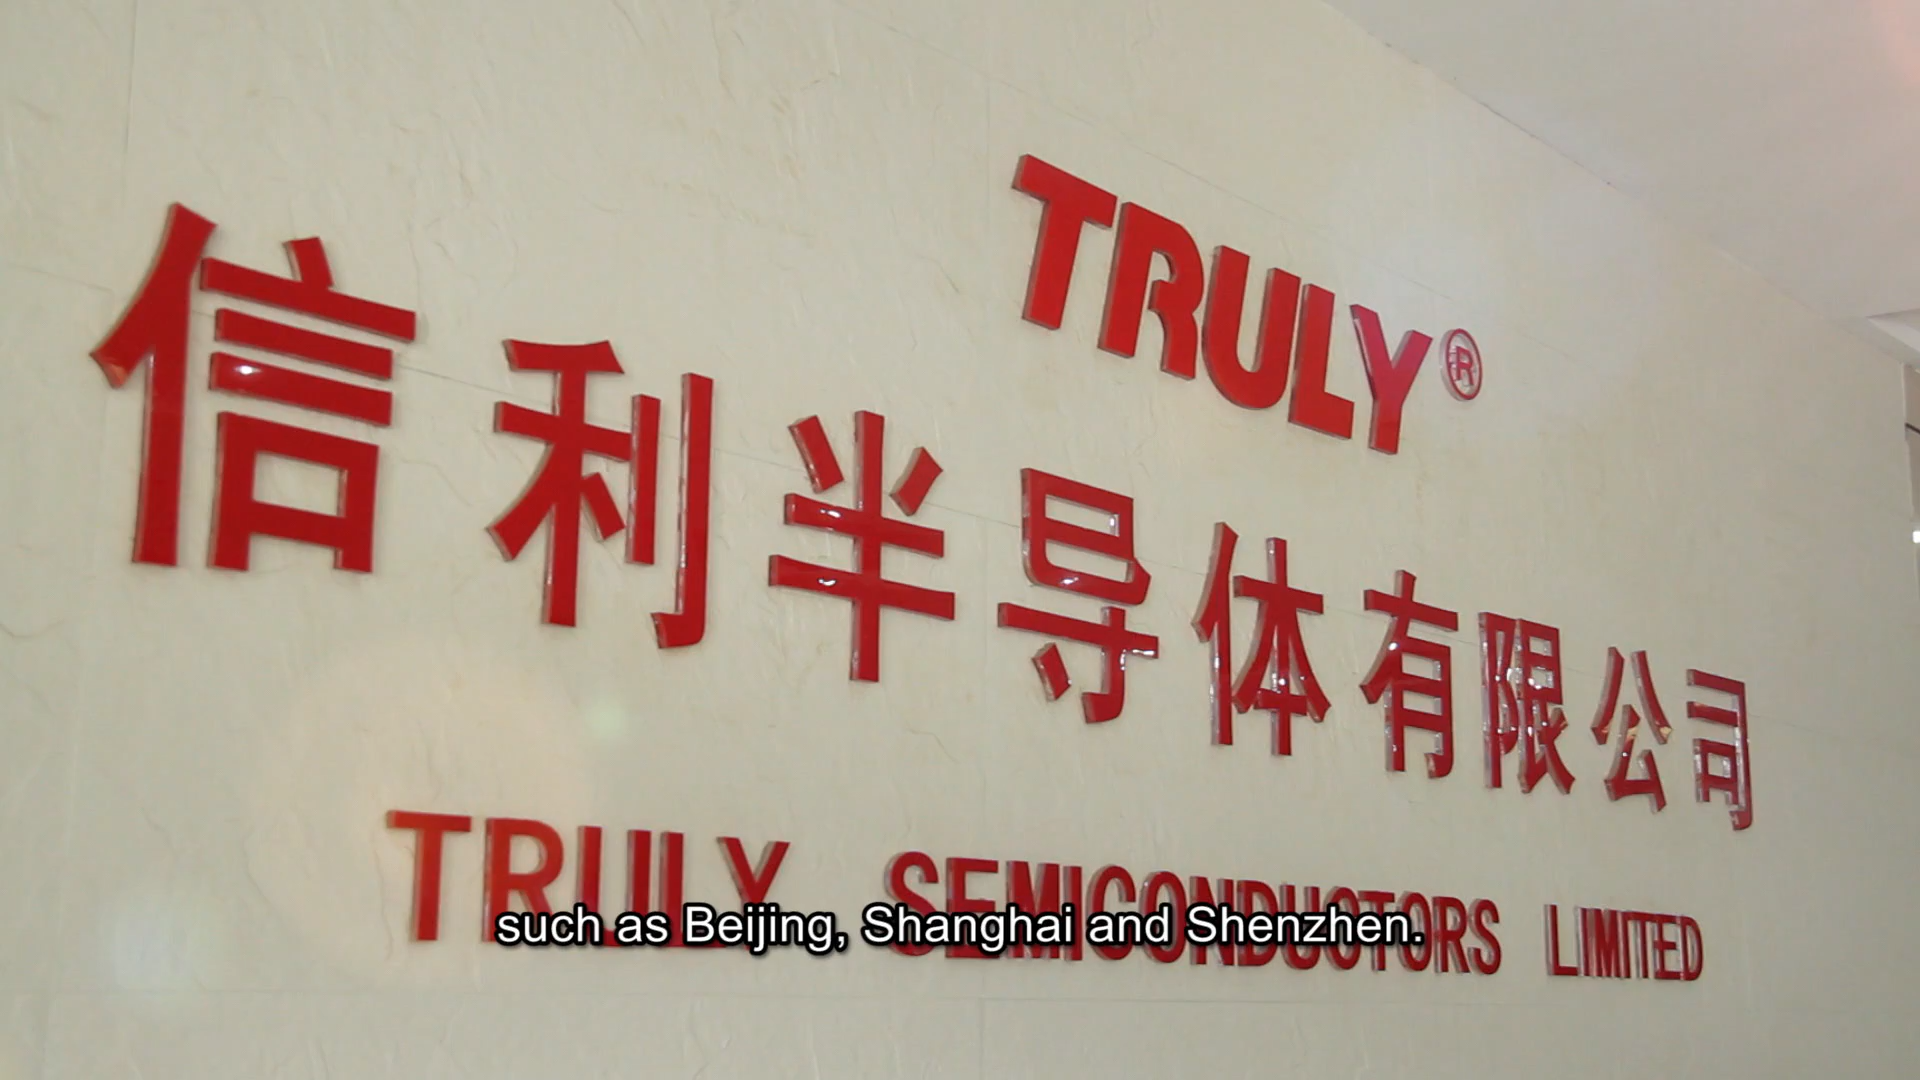 TRULY®
信利半导体有限公司
TRULY SEMICONDUCTORS LIMITED
such as Beijing, Shanghai and Shenzhen.